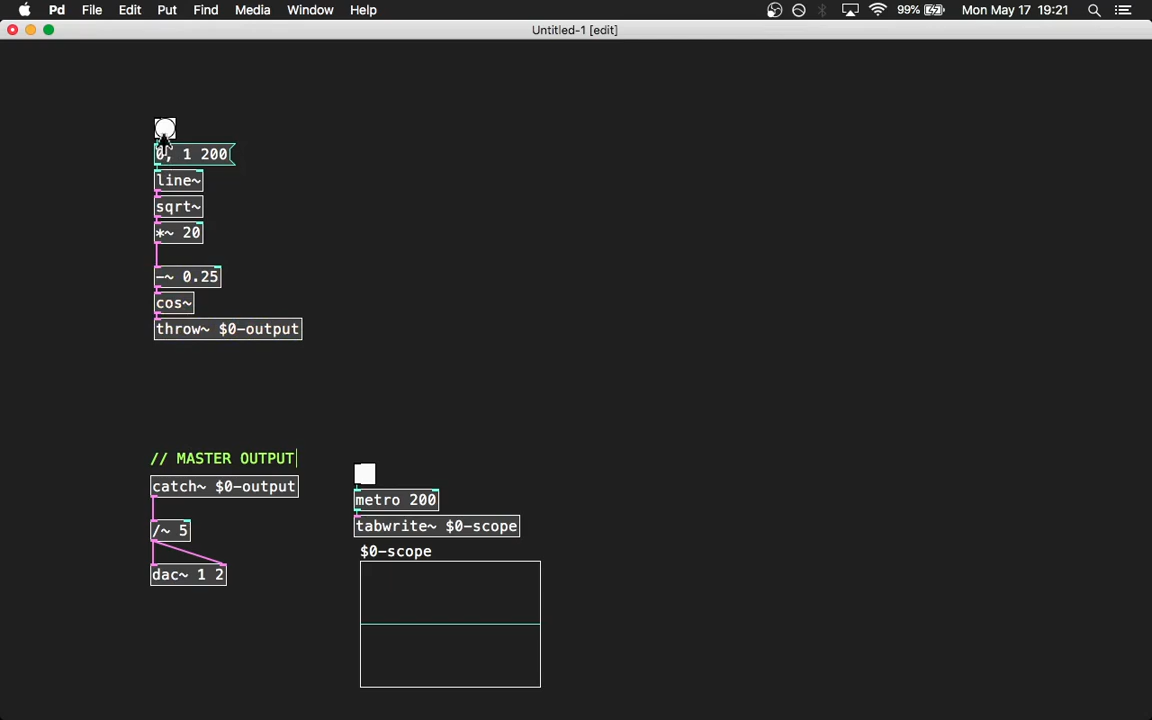 Pd File Edit Put Find Media Window Help 99% Mon May 17 19:21
Untitled-1 [edit]
0, 1 200
line~
sqrt~
*~ 20
-~ 0.25
cos~
throw~ $0-output
// MASTER OUTPUT
catch~ $0-output
/~ 5
dac~ 1 2
metro 200
tabwrite~ $0-scope
$0-scope